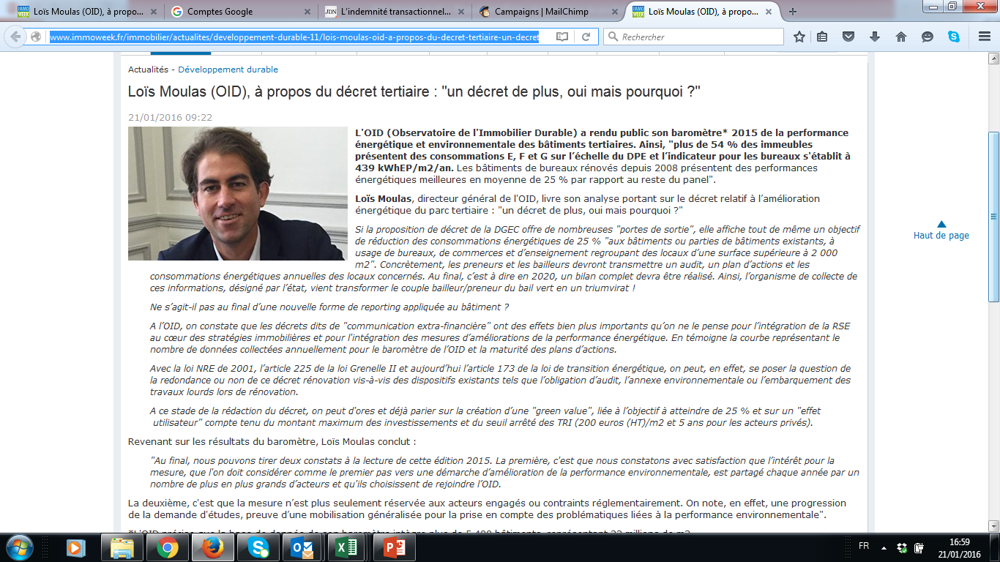 Loïs Moulas (OID), à propo...
Comptes Google
L'indemnité transactionnel...
Campaigns | MailChimp
Loïs Moulas (OID), à propo...
www.immoweek.fr/immobilier/actualites/developpement-durable-11/lois-moulas-oid-a-propos-du-decret-tertiaire-un-decret
Rechercher
Actualités - Développement durable
Loïs Moulas (OID), à propos du décret tertiaire : "un décret de plus, oui mais pourquoi ?"
21/01/2016 09:22
L'OID (Observatoire de l'Immobilier Durable) a rendu public son baromètre* 2015 de la performance
énergétique et environnementale des bâtiments tertiaires. Ainsi, "plus de 54 % des immeubles
présentent des consommations E, F et G sur l’échelle du DPE et l’indicateur pour les bureaux s'établit à
439 kWhEP/m2/an. Les bâtiments de bureaux rénovés depuis 2008 présentent des performances
énergétiques meilleures en moyenne de 25 % par rapport au reste du panel".
Loïs Moulas, directeur général de l'OID, livre son analyse portant sur le décret relatif à l’amélioration
énergétique du parc tertiaire : "un décret de plus, oui mais pourquoi ?"
Si la proposition de décret de la DGEC offre de nombreuses "portes de sortie", elle affiche tout de même un objectif
de réduction des consommations énergétiques de 25 % "aux bâtiments ou parties de bâtiments existants, à
usage de bureaux, de commerces et d’enseignement regroupant des locaux d’une surface supérieure à 2 000
m2". Concrètement, les preneurs et les bailleurs devront transmettre un audit, un plan d’actions et les
consommations énergétiques annuelles des locaux concernés. Au final, c’est à dire en 2020, un bilan complet devra être réalisé. Ainsi, l’organisme de collecte de
ces informations, désigné par l’état, vient transformer le couple bailleur/preneur du bail vert en un triumvirat !
Ne s’agit-il pas au final d’une nouvelle forme de reporting appliquée au bâtiment ?
A l’OID, on constate que les décrets dits de "communication extra-financière" ont des effets bien plus importants qu’on ne le pense pour l’intégration de la RSE
au cœur des stratégies immobilières et pour l'intégration des mesures d’améliorations de la performance énergétique. En témoigne la courbe représentant le
nombre de données collectées annuellement pour le baromètre de l’OID et la maturité des plans d’actions.
Avec la loi NRE de 2001, l’article 225 de la loi Grenelle II et aujourd’hui l’article 173 de la loi de transition énergétique, on peut, en effet, se poser la question de
la redondance ou non de ce décret rénovation vis-à-vis des dispositifs existants tels que l’obligation d’audit, l’annexe environnementale ou l’embarquement des
travaux lourds lors de rénovation.
A ce stade de la rédaction du décret, on peut d'ores et déjà parier sur la création d’une "green value", liée à l’objectif à atteindre de 25 % et sur un "effet
utilisateur" compte tenu du montant maximum des investissements et du seuil arrêté des TRI (200 euros (HT)/m2 et 5 ans pour les acteurs privés).
Revenant sur les résultats du baromètre, Loïs Moulas conclut :
"Au final, nous pouvons tirer deux constats à la lecture de cette édition 2015. La première, c'est que nous constatons avec satisfaction que l’intérêt pour la
mesure, que l'on doit considérer comme le premier pas vers une démarche d’amélioration de la performance environnementale, est partagé chaque année par un
nombre de plus en plus grands d’acteurs et qu'ils choisissent de rejoindre l’OID.
La deuxième, c'est que la mesure n’est plus seulement réservée aux acteurs engagés ou contraints réglementairement. On note, en effet, une progression
de la demande d'études, preuve d’une mobilisation généralisée pour la prise en compte des problématiques liées à la performance environnementale".
*L'OID précise que la base de donnée de son baromètre intègre plus de 5 400 bâtiments, représentant 22 millions de m2
Haut de page
FR
16:59
21/01/2016